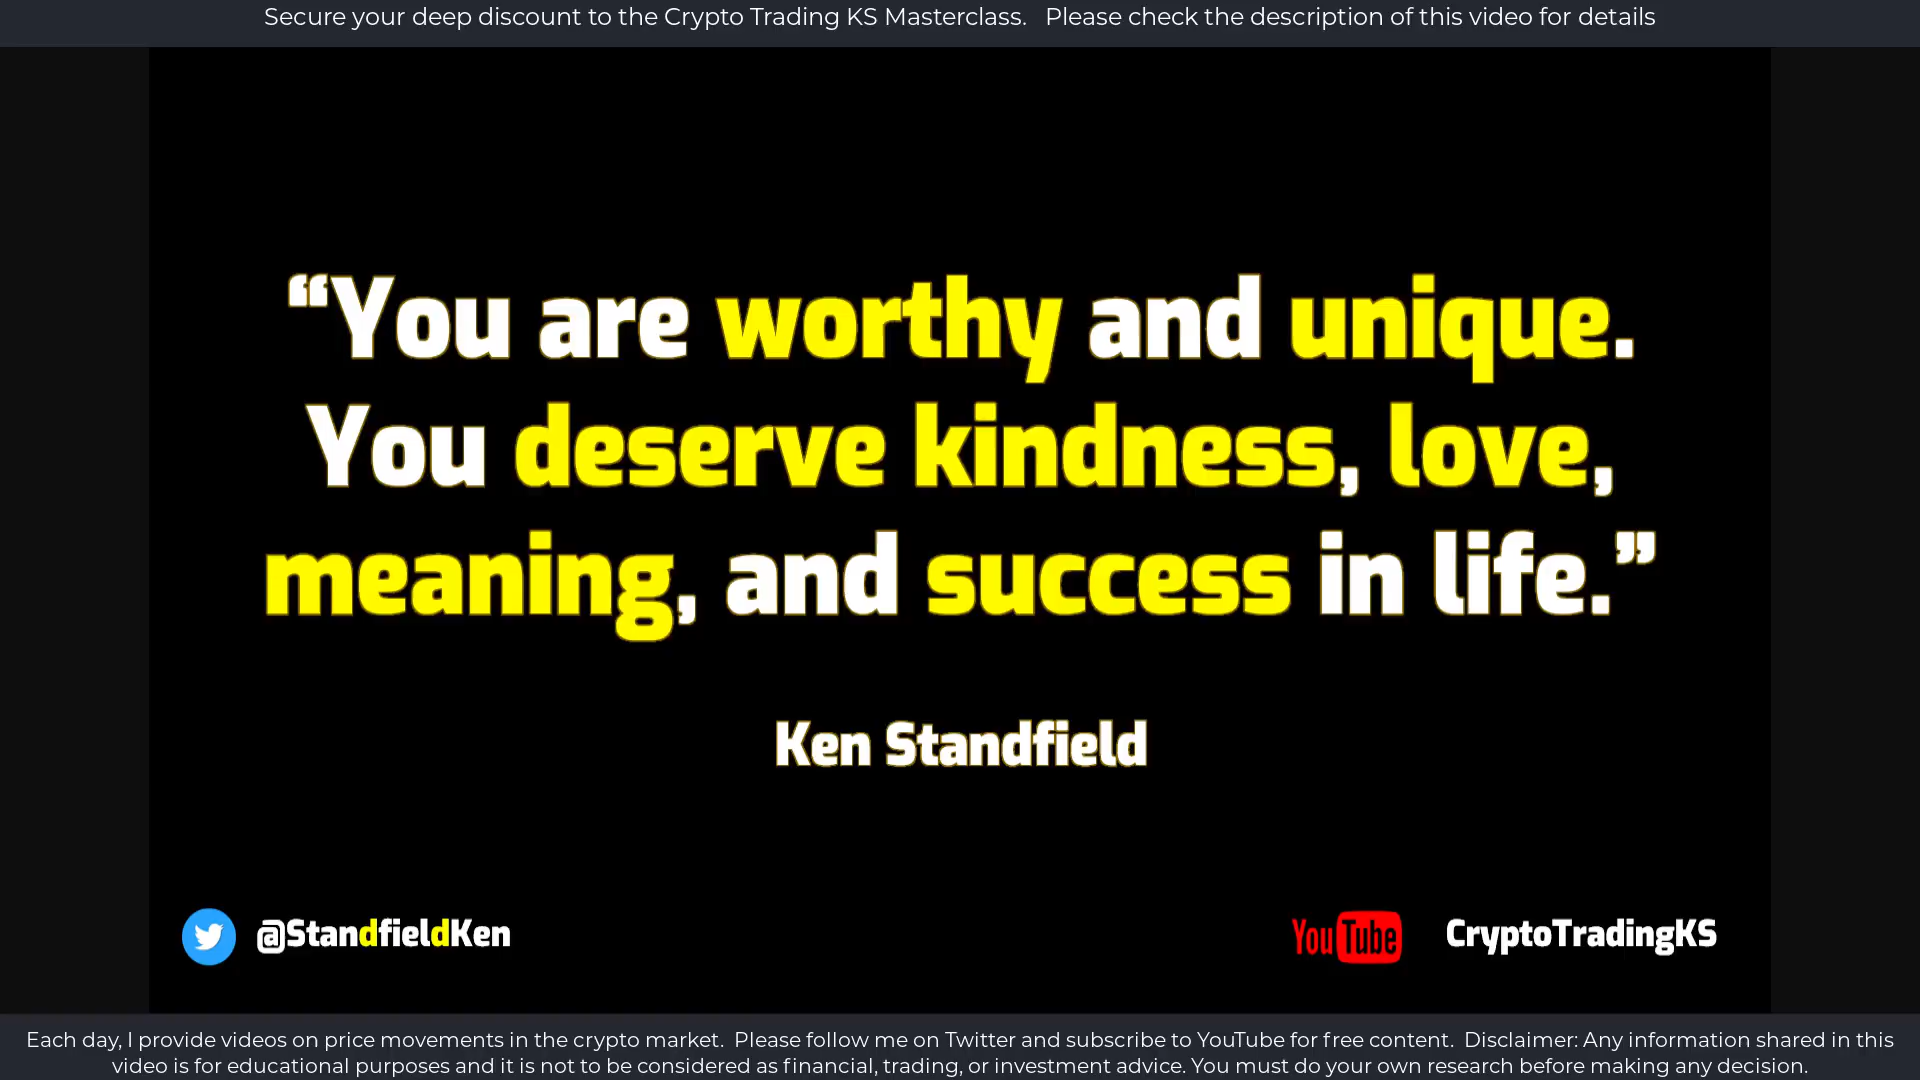 Secure your deep discount to the Crypto Trading KS Masterclass.   Please check the description of this video for details
“You are worthy and unique.
You deserve kindness, love,
meaning, and success in life.”
Ken Standfield
@StandfieldKen
YouTube CryptoTradingKS
Each day, I provide videos on price movements in the crypto market.  Please follow me on Twitter and subscribe to YouTube for free content.  Disclaimer: Any information shared in this
video is for educational purposes and it is not to be considered as financial, trading, or investment advice. You must do your own research before making any decision.